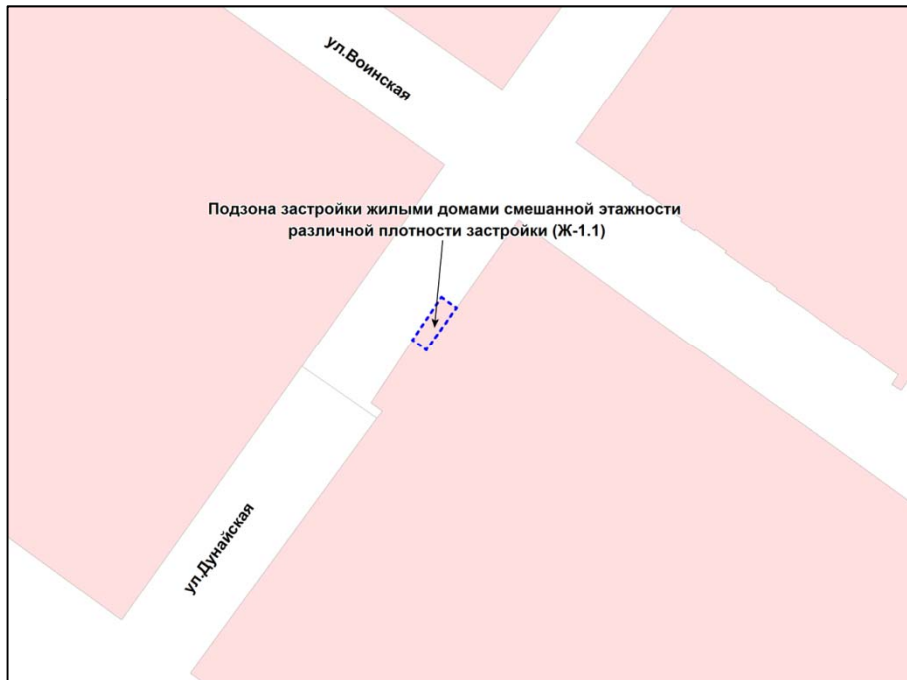 ул.Воинская
Подзона застройки жилыми домами смешанной этажности
различной плотности застройки (Ж-1.1)
ул.Дунайская